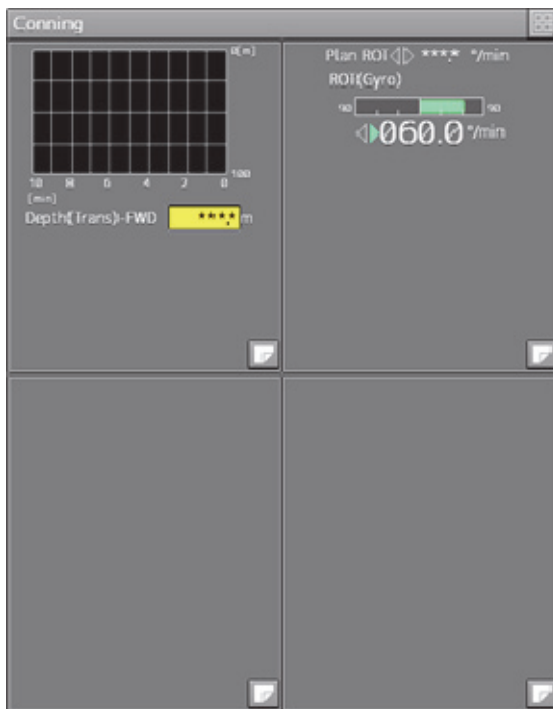 Conning
0[m]
100
10 8 6 4 2 0
[min]
Depth(Trans)-FWD ***.* m
Plan ROT ***.* °/min
ROT(Gyro)
90 90
060.0 °/min